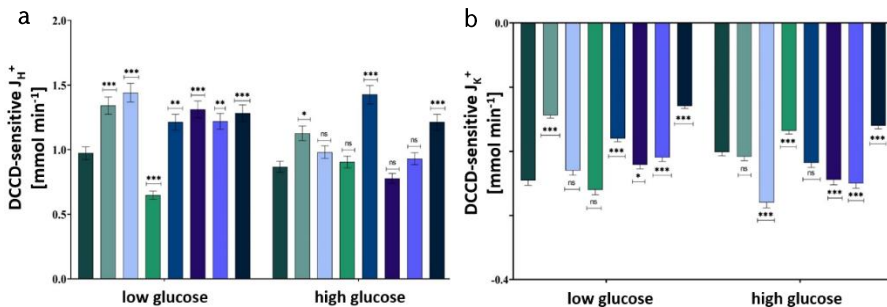 a
DCCD-sensitive J_H^+
[mmol min⁻¹]
2.0
1.5
1.0
0.5
0.0
*** *** *** ** *** ** ***
***
* ns ns *** ns ns ***
low glucose
high glucose
b
DCCD-sensitive J_K^+
[mmol min⁻¹]
0.0
-0.4
*** ns ns *** * *** ***
ns *** *** ns *** *** ***
low glucose
high glucose